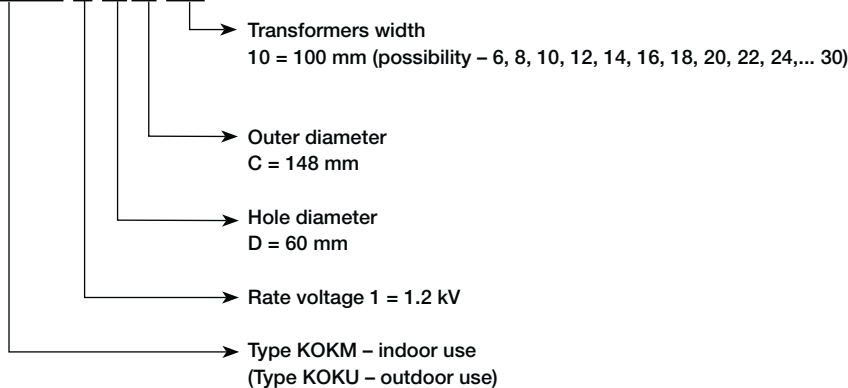 Transformers width
10 = 100 mm (possibility – 6, 8, 10, 12, 14, 16, 18, 20, 22, 24,... 30)
Outer diameter
C = 148 mm
Hole diameter
D = 60 mm
Rate voltage 1 = 1.2 kV
Type KOKM – indoor use
(Type KOKU – outdoor use)